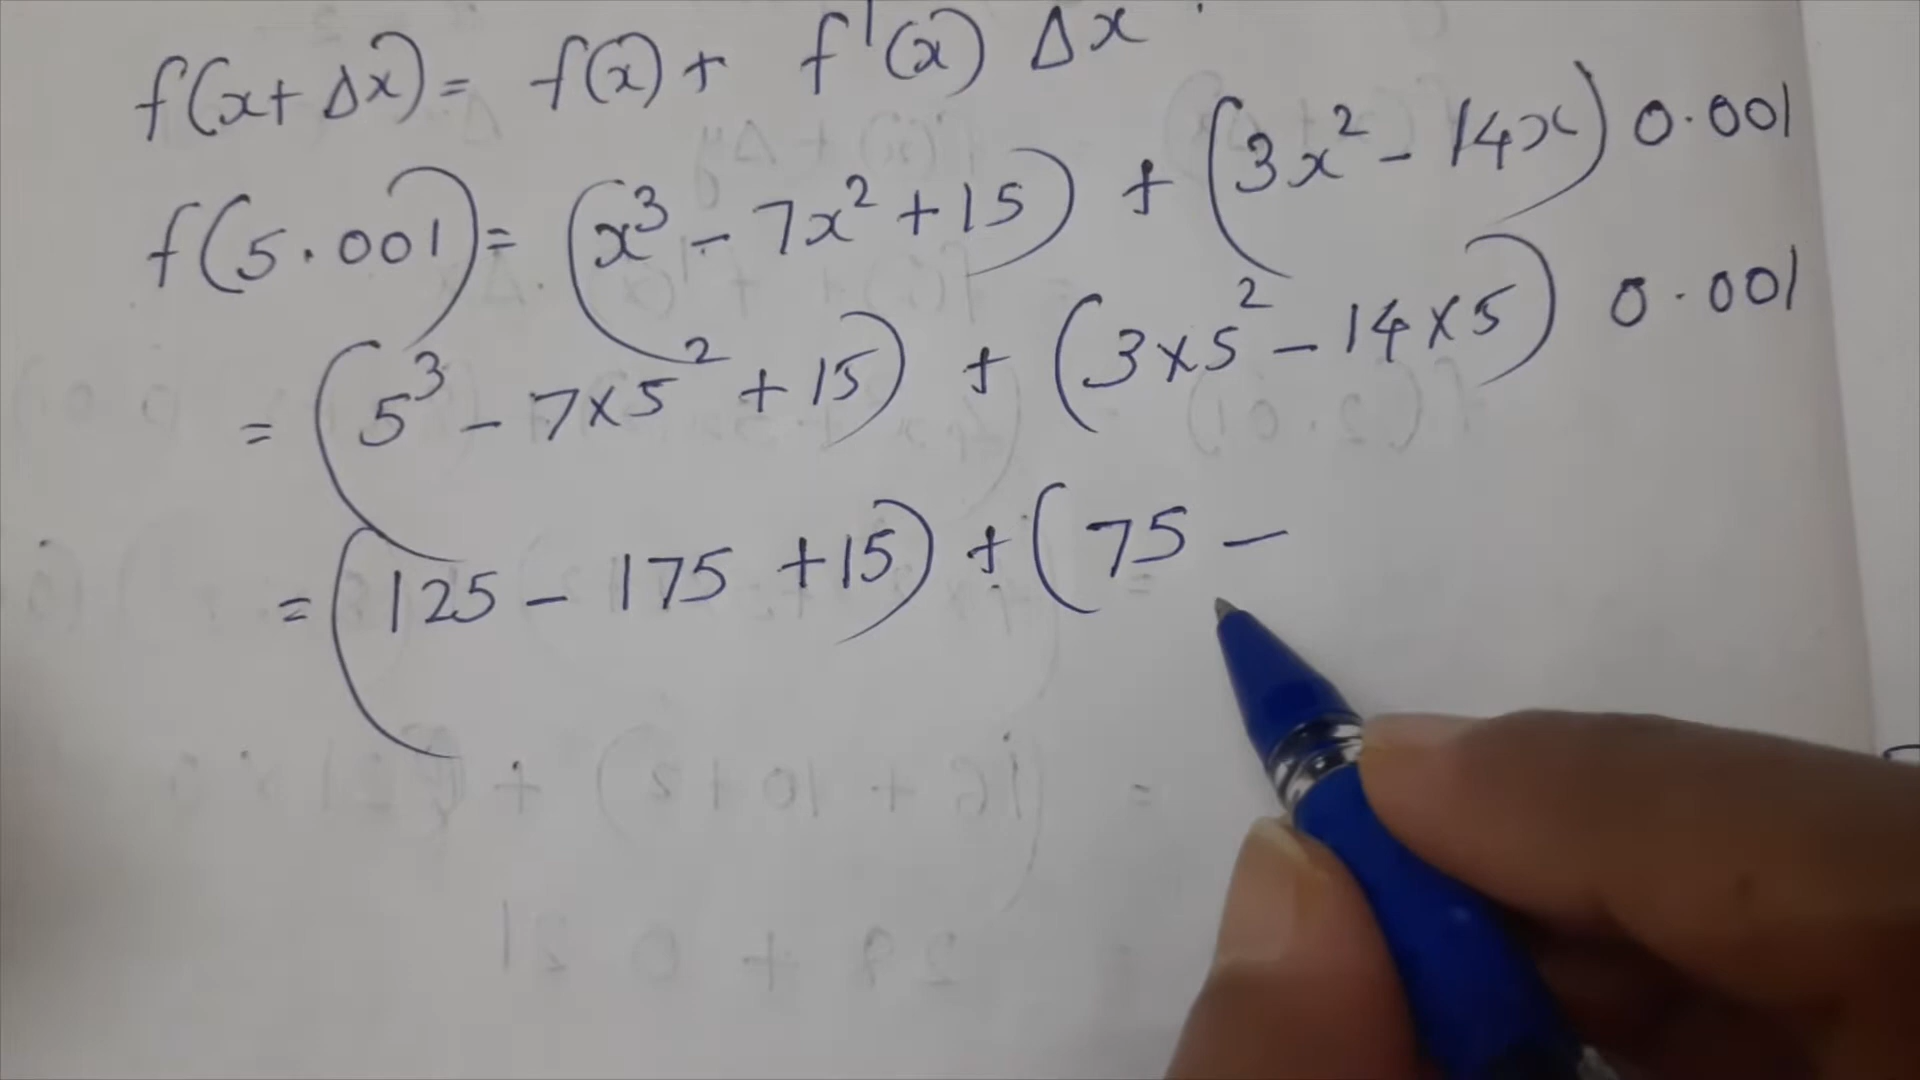 f(x+Δx) = f(x) + f'(x) Δx
f(5.001) = (x³ - 7x² + 15) + (3x² - 14x) 0.001
= (5³ - 7×5² + 15) + (3×5² - 14×5) 0.001
= (125 - 175 + 15) + (75 -